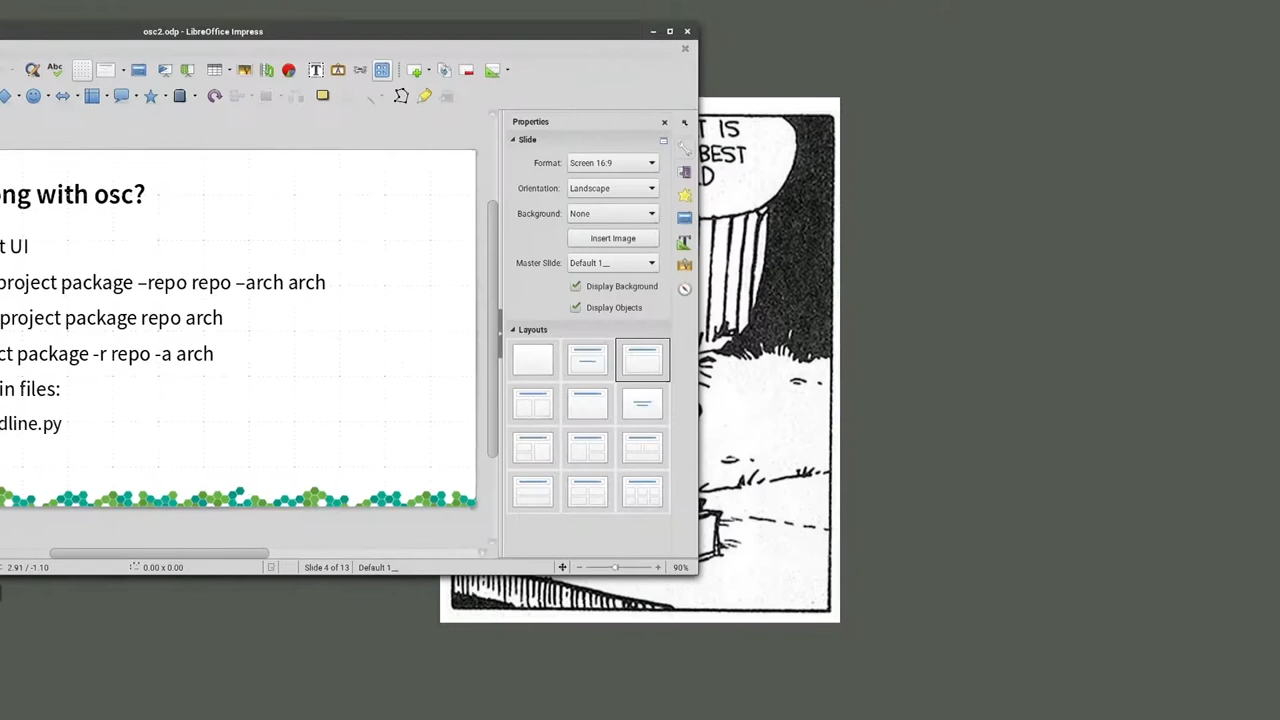 osc2.odp - LibreOffice Impress
Abc
Properties
Slide
Format: Screen 16:9
Orientation: Landscape
Background: None
Insert Image
Master Slide: Default 1__
Display Background
Display Objects
Layouts
ong with osc?
t UI
project package –repo repo –arch arch
project package repo arch
ct package -r repo -a arch
in files:
dline.py
2.91 / -1.10
0.00 x 0.00
Slide 4 of 13
Default 1__
90%
T IS
BEST
D